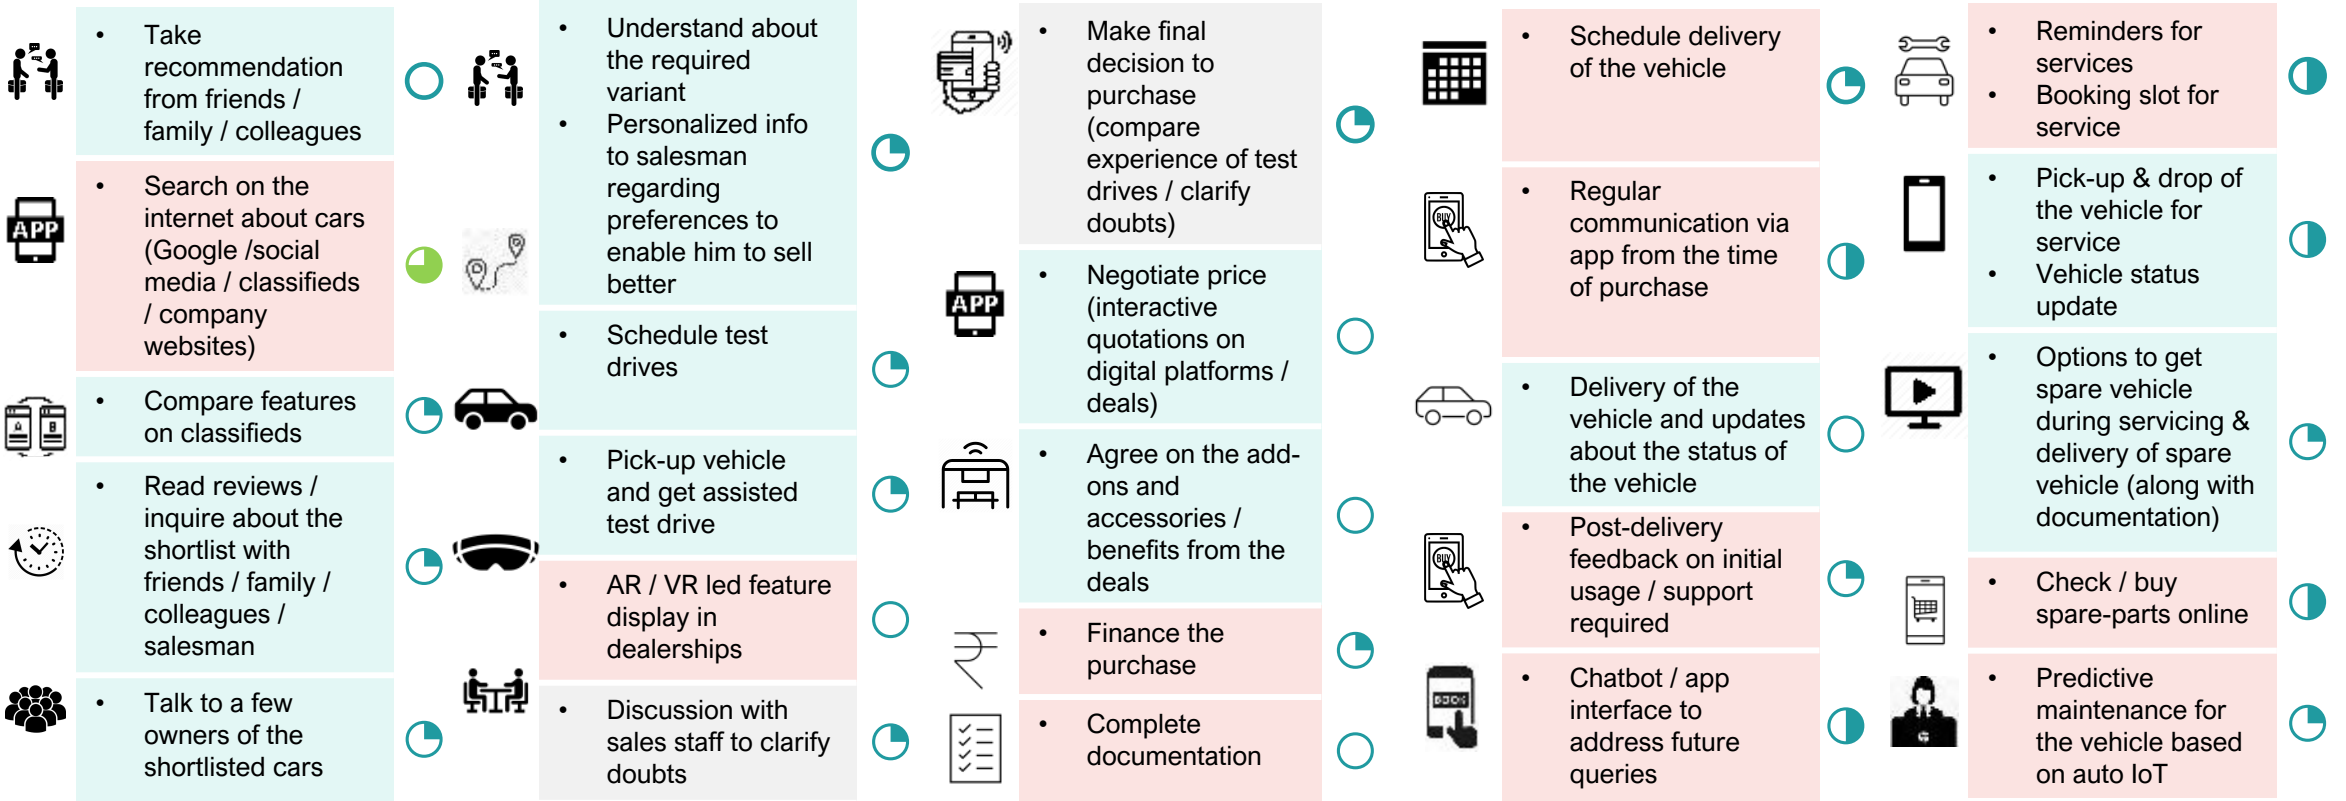 • Take
recommendation
from friends /
family / colleagues
APP
• Search on the
internet about cars
(Google /social
media / classifieds
/ company
websites)
A B
• Compare features
on classifieds
• Read reviews /
inquire about the
shortlist with
friends / family /
colleagues /
salesman
• Talk to a few
owners of the
shortlisted cars
• Understand about
the required
variant
• Personalized info
to salesman
regarding
preferences to
enable him to sell
better
• Schedule test
drives
• Pick-up vehicle
and get assisted
test drive
• AR / VR led feature
display in
dealerships
• Discussion with
sales staff to clarify
doubts
• Make final
decision to
purchase
(compare
experience of test
drives / clarify
doubts)
APP
• Negotiate price
(interactive
quotations on
digital platforms /
deals)
• Agree on the add-
ons and
accessories /
benefits from the
deals
₹
• Finance the
purchase
• Complete
documentation
• Schedule delivery
of the vehicle
BUY
• Regular
communication via
app from the time
of purchase
• Delivery of the
vehicle and updates
about the status of
the vehicle
BUY
• Post-delivery
feedback on initial
usage / support
required
BOOK
• Chatbot / app
interface to
address future
queries
• Reminders for
services
• Booking slot for
service
• Pick-up & drop of
the vehicle for
service
• Vehicle status
update
• Options to get
spare vehicle
during servicing &
delivery of spare
vehicle (along with
documentation)
• Check / buy
spare-parts online
• Predictive
maintenance for
the vehicle based
on auto IoT